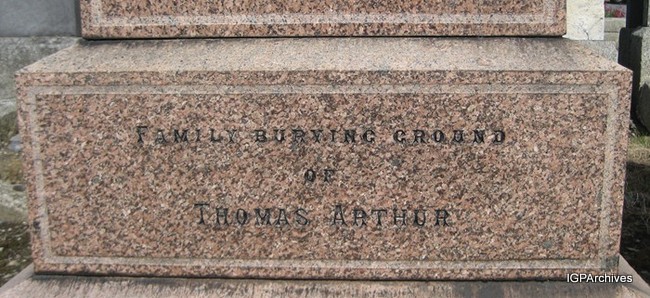 Family burying ground
of
Thomas Arthur
IGPArchives